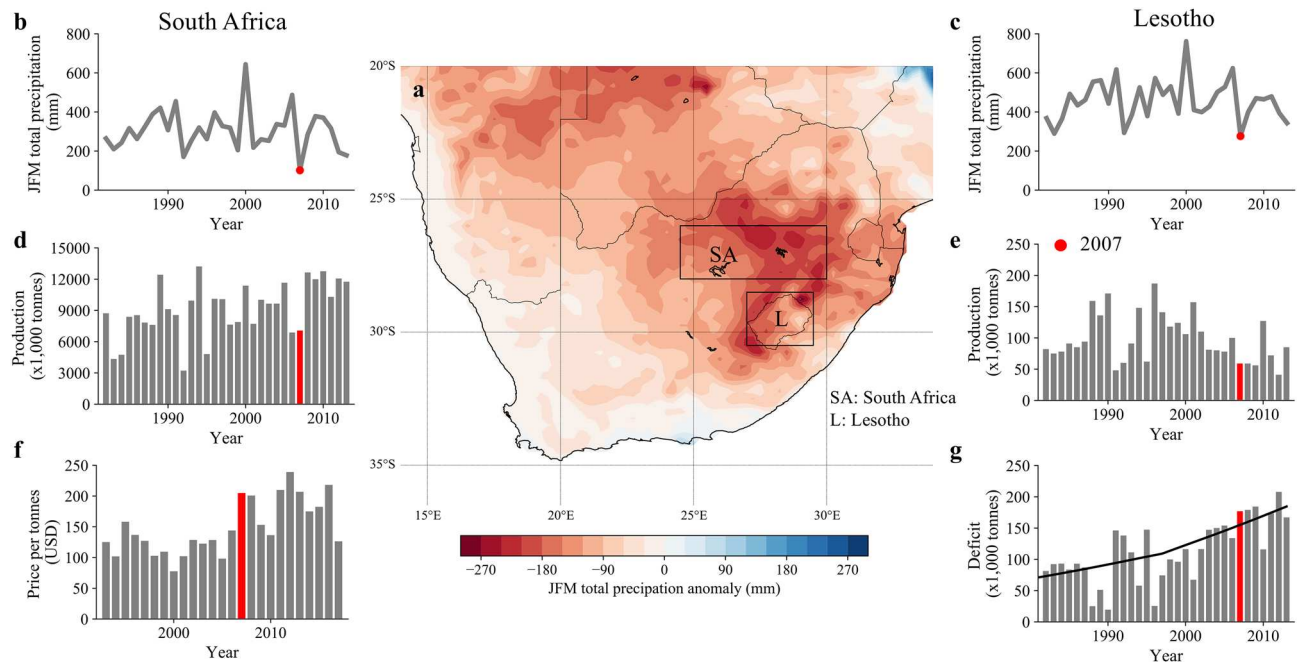 b
South Africa
800
600
400
200
0
JFM total precipitation
(mm)
1990
2000
2010
Year
c
Lesotho
800
600
400
200
0
JFM total precipitation
(mm)
1990
2000
2010
Year
a
20°S
25°S
30°S
35°S
15°E
20°E
25°E
30°E
SA
L
SA: South Africa
L: Lesotho
−270
−180
−90
0
90
180
270
JFM total precipation anomaly (mm)
d
15000
12000
9000
6000
3000
0
Production
(x1,000 tonnes)
1990
2000
2010
Year
e
2007
250
200
150
100
50
0
Production
(x1,000 tonnes)
1990
2000
2010
Year
f
250
200
150
100
50
0
Price per tonnes
(USD)
2000
2010
Year
g
250
200
150
100
50
0
Deficit
(x1,000 tonnes)
1990
2000
2010
Year